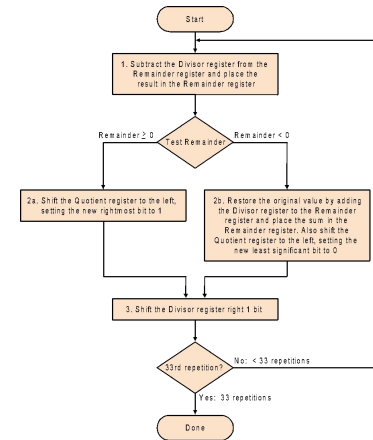 Start
1. Subtract the Divisor register from the
Remainder register and place the
result in the Remainder register
Remainder ≥ 0
Remainder < 0
Test Remainder
2a. Shift the Quotient register to the left,
setting the new rightmost bit to 1
2b. Restore the original value by adding
the Divisor register to the Remainder
register and place the sum in the
Remainder register. Also shift the
Quotient register to the left, setting the
new least significant bit to 0
3. Shift the Divisor register right 1 bit
33rd repetition?
No: < 33 repetitions
Yes: 33 repetitions
Done